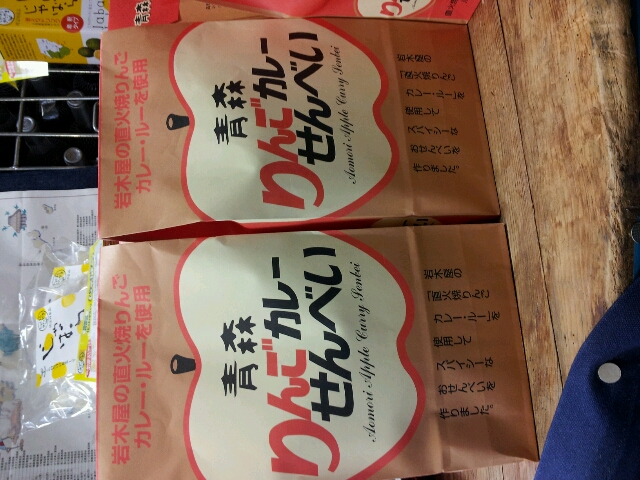 岩木屋の直火焼りんご
カレー・ルーを使用
青森
りんごカレー
せんべい
Aomori Apple Curry Senbei
岩木屋の
「直火焼りんご
カレー・ルー」を
使用して
スパイシーな
おせんべいを
作りました。
岩木屋の直火焼りんご
カレー・ルーを使用
青森
りんごカレー
せんべい
Aomori Apple Curry Senbei
岩木屋の
「直火焼りんご
カレー・ルー」を
使用して
スパイシーな
おせんべいを
作りました。
じゃばら